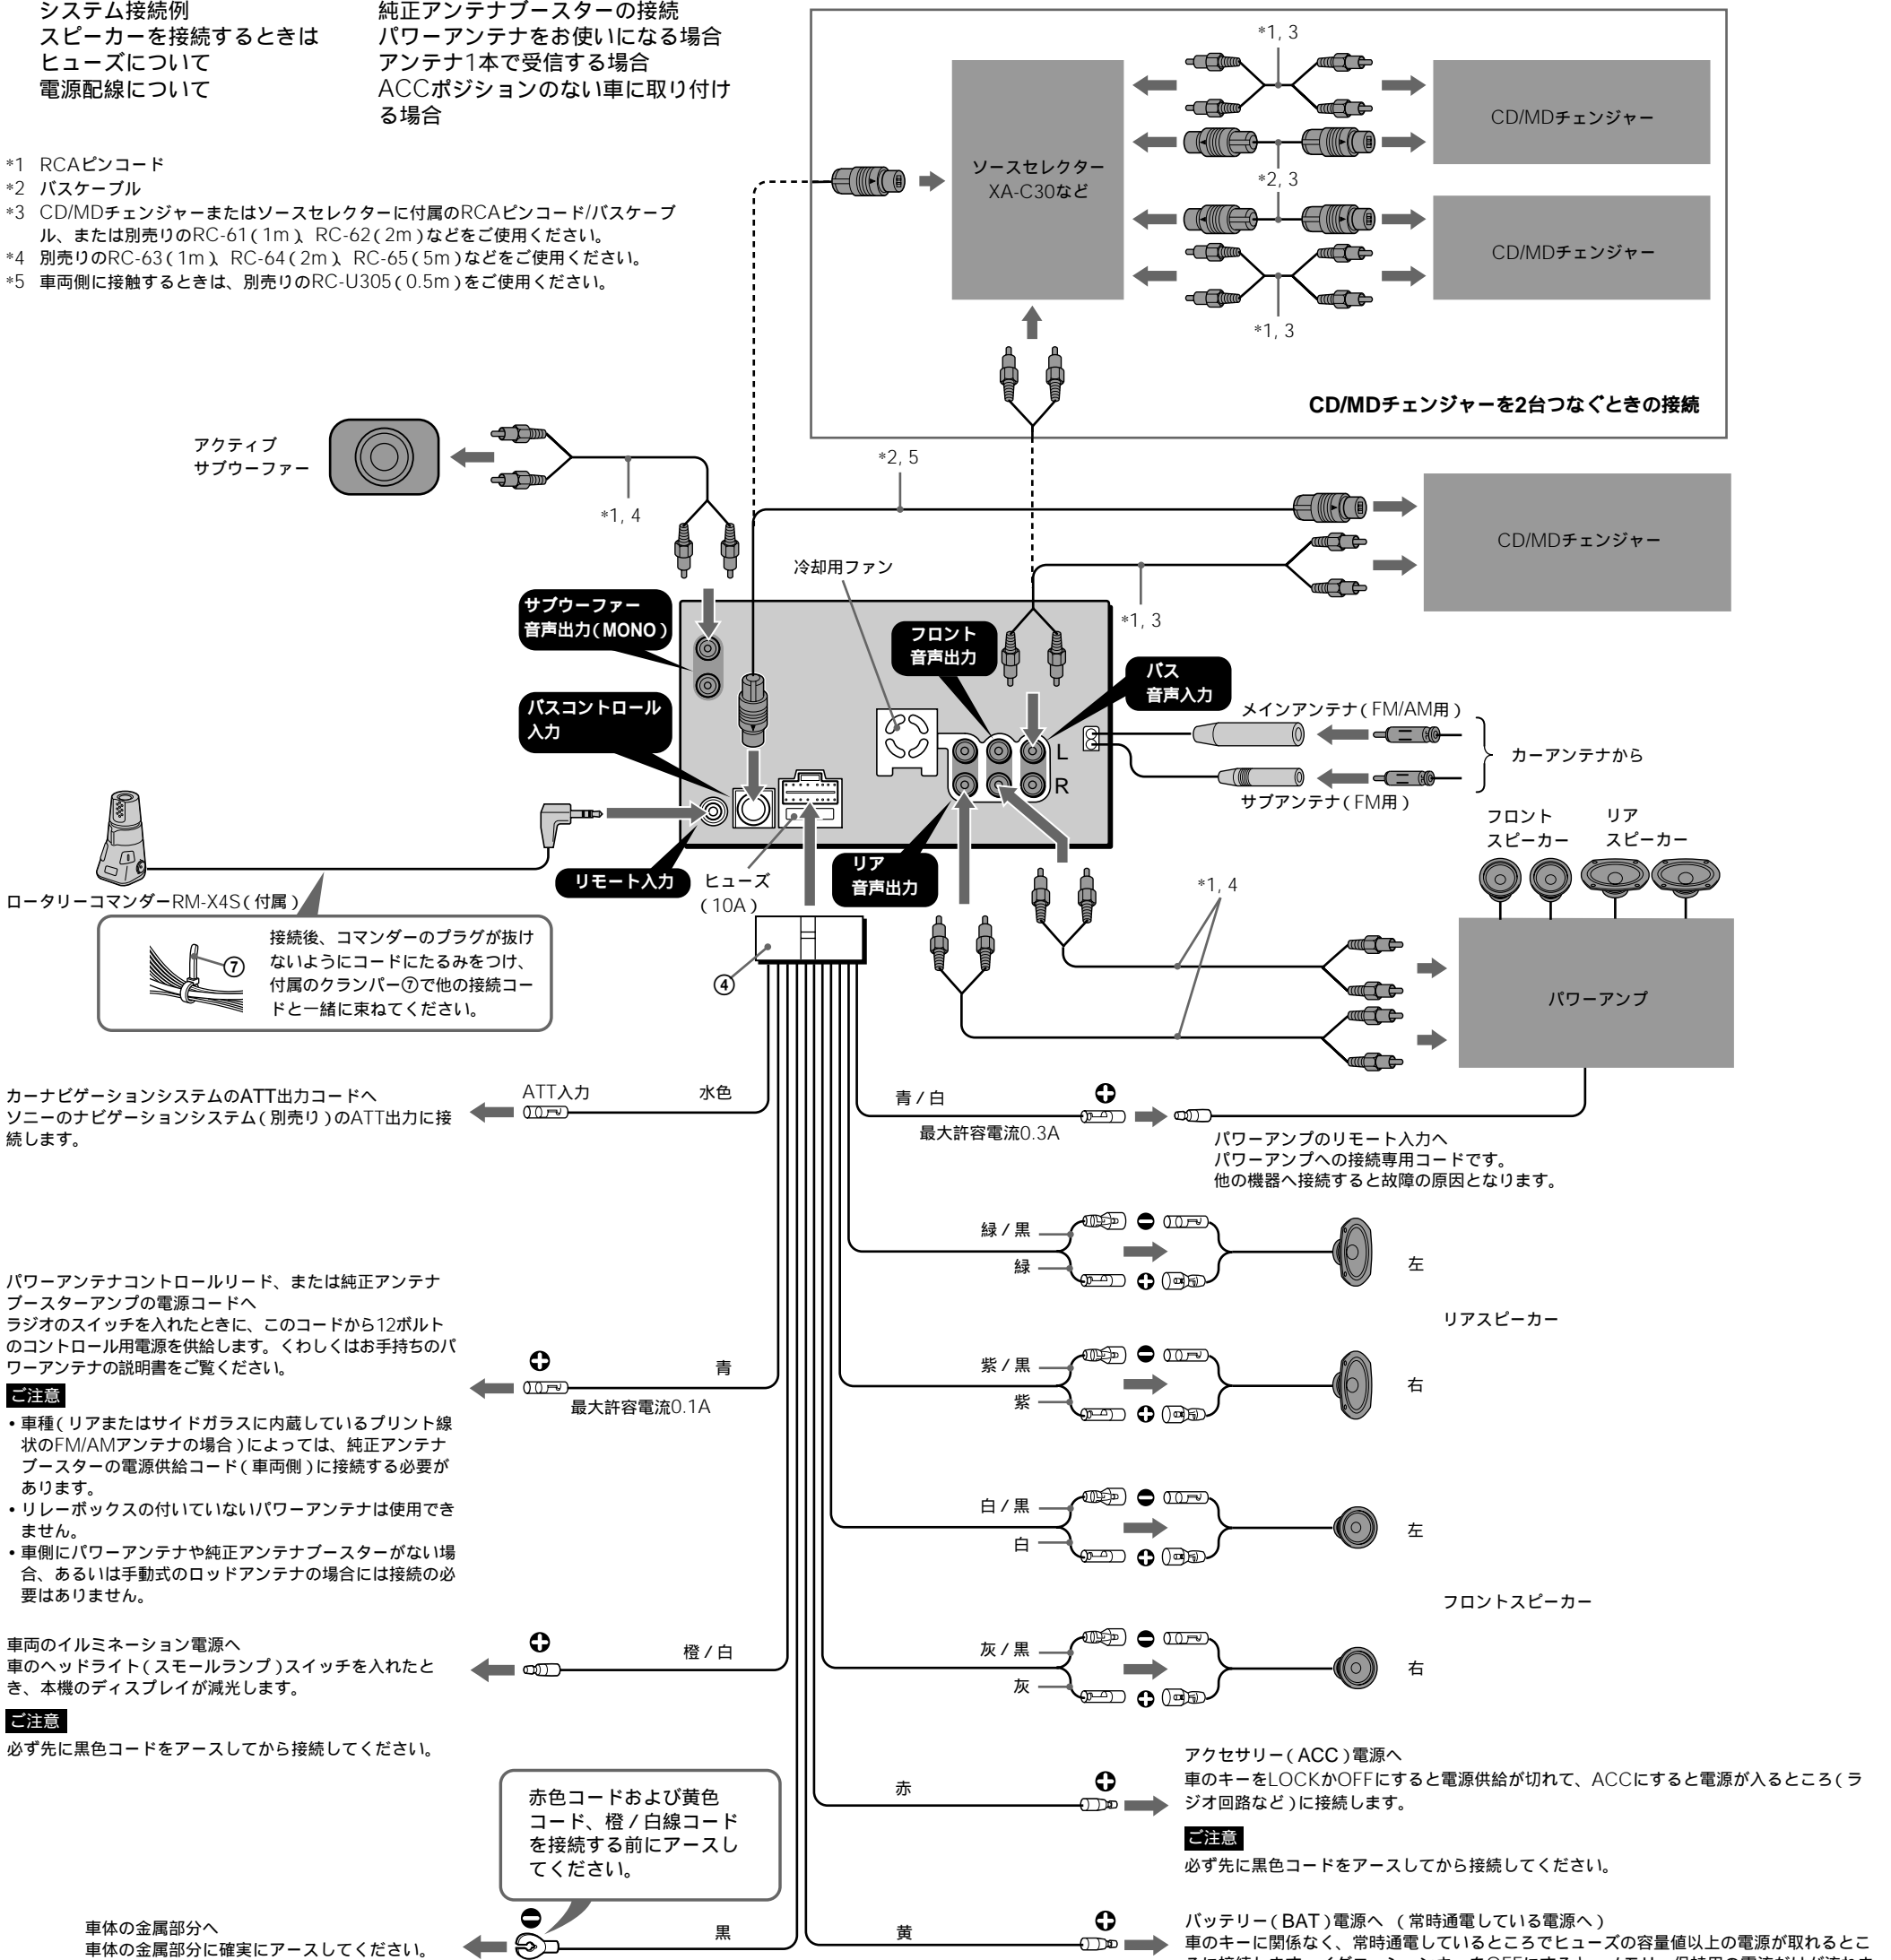 システム接続例
スピーカーを接続するときは
ヒューズについて
電源配線について
純正アンテナブースターの接続
パワーアンテナをお使いになる場合
アンテナ1本で受信する場合
ACCポジションのない車に取り付け
る場合
*1 RCAピンコード
*2 バスケーブル
*3 CD/MDチェンジャーまたはソースセレクターに付属のRCAピンコード/バスケーブ
ル、または別売りのRC-61(1m)、RC-62(2m)などをご使用ください。
*4 別売りのRC-63(1m)、RC-64(2m)、RC-65(5m)などをご使用ください。
*5 車両側に接触するときは、別売りのRC-U305(0.5m)をご使用ください。
*1, 3
CD/MDチェンジャー
ソースセレクター
XA-C30など
*2, 3
CD/MDチェンジャー
*1, 3
CD/MDチェンジャーを2台つなぐときの接続
アクティブ
サブウーファー
*1, 4
*2, 5
CD/MDチェンジャー
冷却用ファン
*1, 3
サブウーファー
音声出力(MONO)
フロント
音声出力
バス
音声入力
バスコントロール
入力
L
R
メインアンテナ(FM/AM用)
カーアンテナから
サブアンテナ(FM用)
フロント
スピーカー
リア
スピーカー
リモート入力
ヒューズ
(10A)
リア
音声出力
*1, 4
ロータリーコマンダーRM-X4S(付属)
⑦
接続後、コマンダーのプラグが抜け
ないようにコードにたるみをつけ、
付属のクランパー⑦で他の接続コー
ドと一緒に束ねてください。
④
パワーアンプ
カーナビゲーションシステムのATT出力コードへ
ソニーのナビゲーションシステム(別売り)のATT出力に接
続します。
ATT入力
水色
青/白
最大許容電流0.3A
パワーアンプのリモート入力へ
パワーアンプへの接続専用コードです。
他の機器へ接続すると故障の原因となります。
緑/黒
緑
左
リアスピーカー
紫/黒
紫
右
パワーアンテナコントロールリード、または純正アンテナ
ブースターアンプの電源コードへ
ラジオのスイッチを入れたときに、このコードから12ボルト
のコントロール用電源を供給します。くわしくはお手持ちのパ
ワーアンテナの説明書をご覧ください。
青
最大許容電流0.1A
ご注意
•車種(リアまたはサイドガラスに内蔵しているプリント線
状のFM/AMアンテナの場合)によっては、純正アンテナ
ブースターの電源供給コード(車両側)に接続する必要が
あります。
•リレーボックスの付いていないパワーアンテナは使用でき
ません。
•車側にパワーアンテナや純正アンテナブースターがない場
合、あるいは手動式のロッドアンテナの場合には接続の必
要はありません。
白/黒
白
左
フロントスピーカー
灰/黒
灰
右
車両のイルミネーション電源へ
車のヘッドライト(スモールランプ)スイッチを入れたと
き、本機のディスプレイが減光します。
橙/白
ご注意
必ず先に黒色コードをアースしてから接続してください。
赤色コードおよび黄色
コード、橙/白線コード
を接続する前にアースし
てください。
赤
アクセサリー(ACC)電源へ
車のキーをLOCKかOFFにすると電源供給が切れて、ACCにすると電源が入るところ(ラ
ジオ回路など)に接続します。
ご注意
必ず先に黒色コードをアースしてから接続してください。
車体の金属部分へ
車体の金属部分に確実にアースしてください。
黒
黄
バッテリー(BAT)電源へ (常時通電している電源へ)
車のキーに関係なく、常時通電しているところでヒューズの容量値以上の電源が取れるとこ